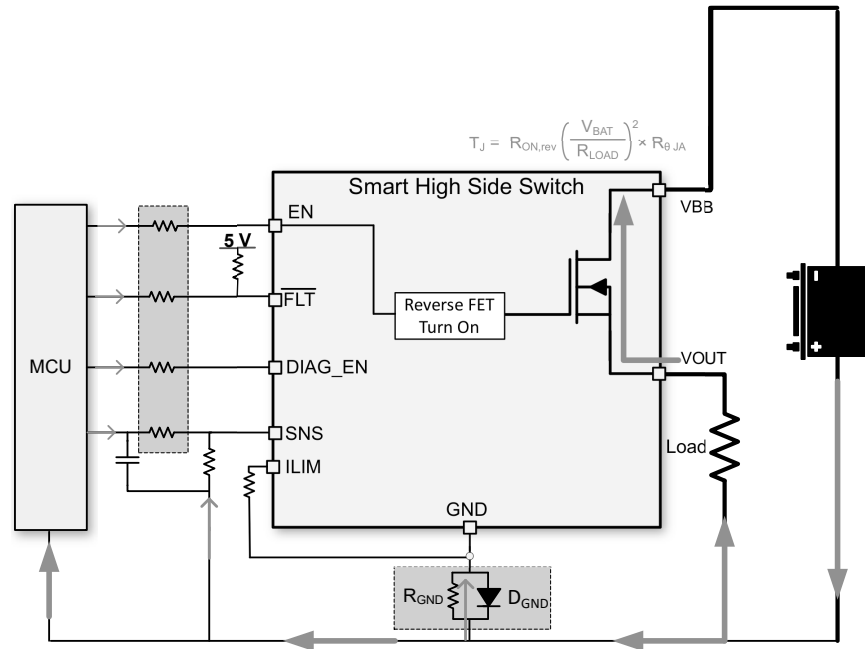 T_J = R_ON,rev (V_BAT / R_LOAD)² × R_θJA
Smart High Side Switch
VBB
EN
5 V
FLT
Reverse FET
Turn On
MCU
DIAG_EN
VOUT
SNS
Load
ILIM
GND
R_GND
D_GND
-
+